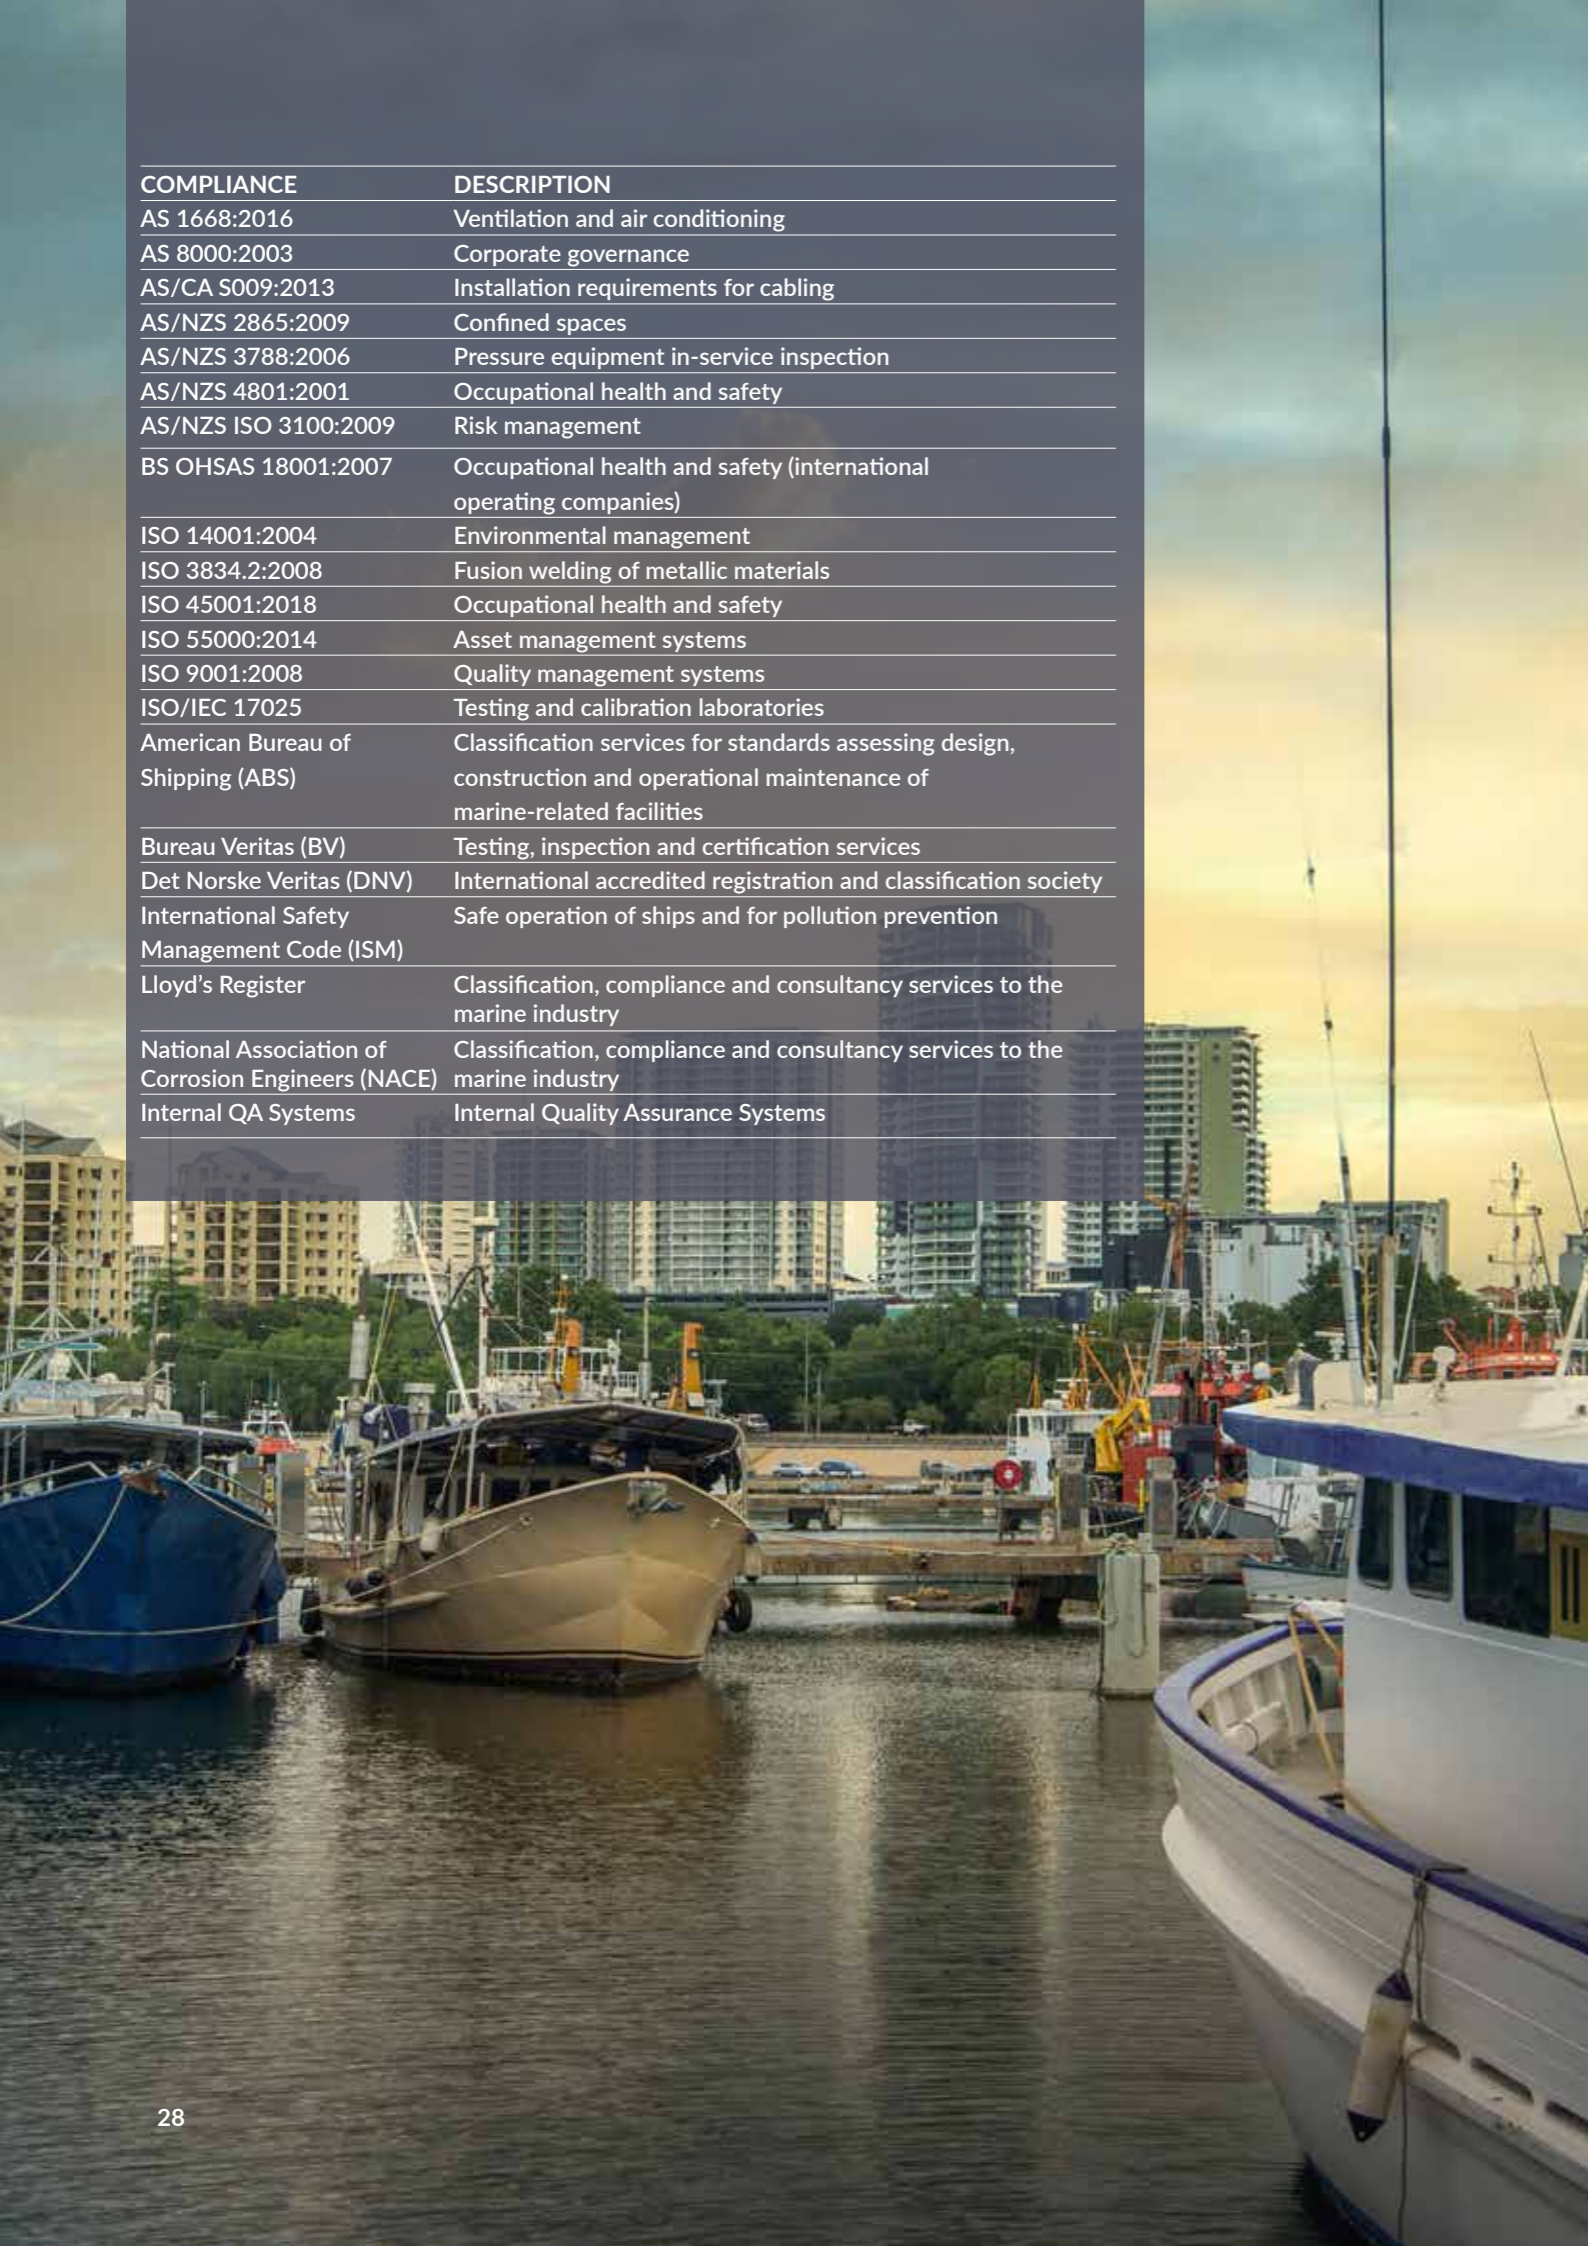 COMPLIANCE DESCRIPTION
AS 1668:2016 Ventilation and air conditioning
AS 8000:2003 Corporate governance
AS/CA S009:2013 Installation requirements for cabling
AS/NZS 2865:2009 Confined spaces
AS/NZS 3788:2006 Pressure equipment in-service inspection
AS/NZS 4801:2001 Occupational health and safety
AS/NZS ISO 3100:2009 Risk management
BS OHSAS 18001:2007 Occupational health and safety (international
operating companies)
ISO 14001:2004 Environmental management
ISO 3834.2:2008 Fusion welding of metallic materials
ISO 45001:2018 Occupational health and safety
ISO 55000:2014 Asset management systems
ISO 9001:2008 Quality management systems
ISO/IEC 17025 Testing and calibration laboratories
American Bureau of Classification services for standards assessing design,
Shipping (ABS) construction and operational maintenance of
marine-related facilities
Bureau Veritas (BV) Testing, inspection and certification services
Det Norske Veritas (DNV) International accredited registration and classification society
International Safety Safe operation of ships and for pollution prevention
Management Code (ISM)
Lloyd's Register Classification, compliance and consultancy services to the
marine industry
National Association of Classification, compliance and consultancy services to the
Corrosion Engineers (NACE) marine industry
Internal QA Systems Internal Quality Assurance Systems
28